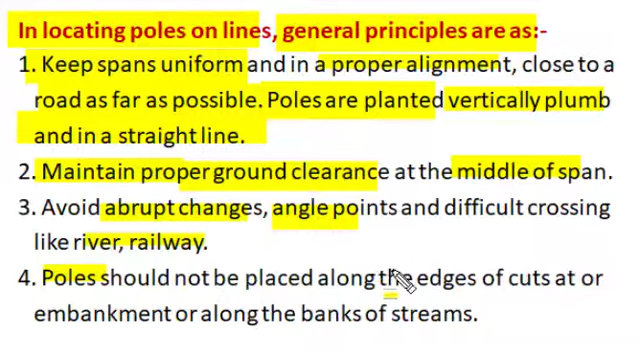 In locating poles on lines, general principles are as:-
1. Keep spans uniform and in a proper alignment, close to a
road as far as possible. Poles are planted vertically plumb
and in a straight line.
2. Maintain proper ground clearance at the middle of span.
3. Avoid abrupt changes, angle points and difficult crossing
like river, railway.
4. Poles should not be placed along the edges of cuts at or
embankment or along the banks of streams.